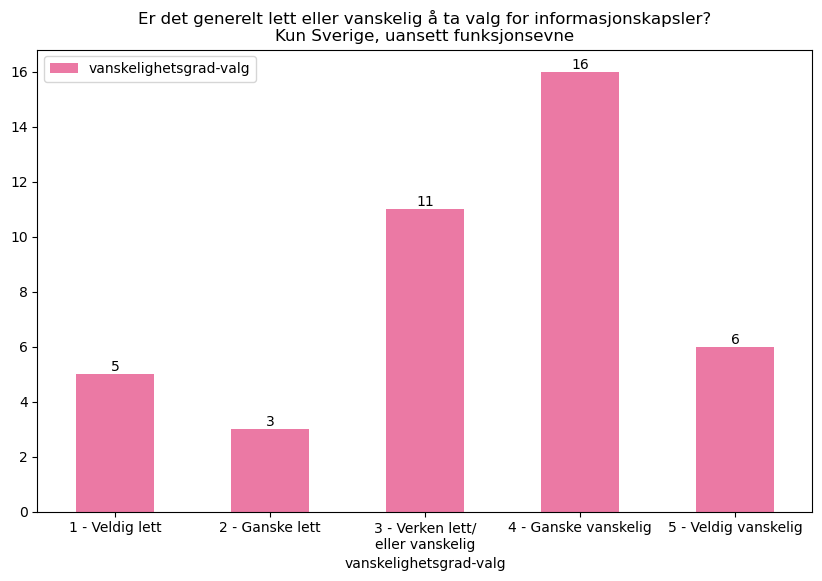 Er det generelt lett eller vanskelig å ta valg for informasjonskapsler?
Kun Sverige, uansett funksjonsevne
vanskelighetsgrad-valg
16
14
12
10
8
6
4
2
0
5
3
11
16
6
1 - Veldig lett
2 - Ganske lett
3 - Verken lett/
eller vanskelig
4 - Ganske vanskelig
5 - Veldig vanskelig
vanskelighetsgrad-valg